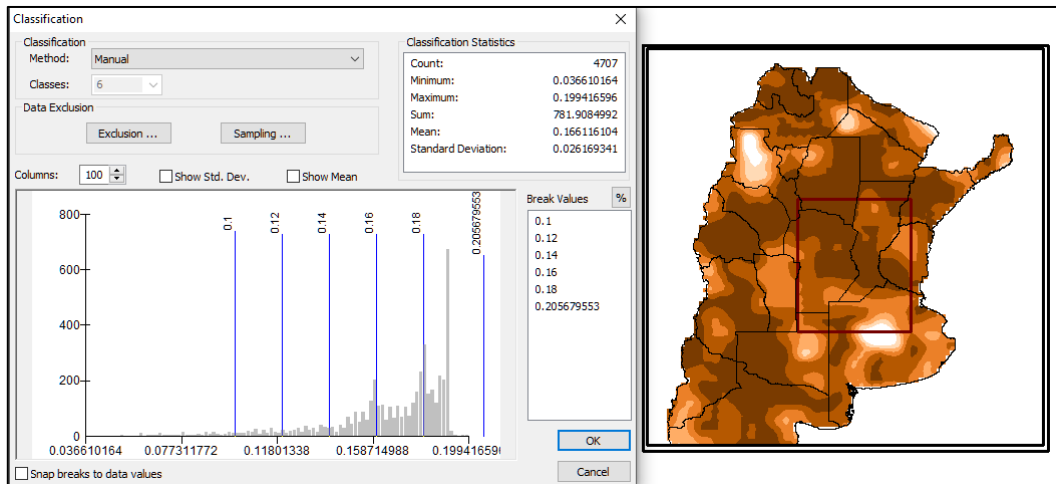 Classification
Classification
Method: Manual
Classes: 6
Data Exclusion
Exclusion ...
Sampling ...
Classification Statistics
Count: 4707
Minimum: 0.036610164
Maximum: 0.199416596
Sum: 781.9084992
Mean: 0.166116104
Standard Deviation: 0.026169341
Columns: 100
Show Std. Dev.
Show Mean
Break Values
%
0.1
0.12
0.14
0.16
0.18
0.205679553
800
600
400
200
0
0.1
0.12
0.14
0.16
0.18
0.205679553
0.036610164 0.077311772 0.11801338 0.158714988 0.199416596
OK
Cancel
Snap breaks to data values